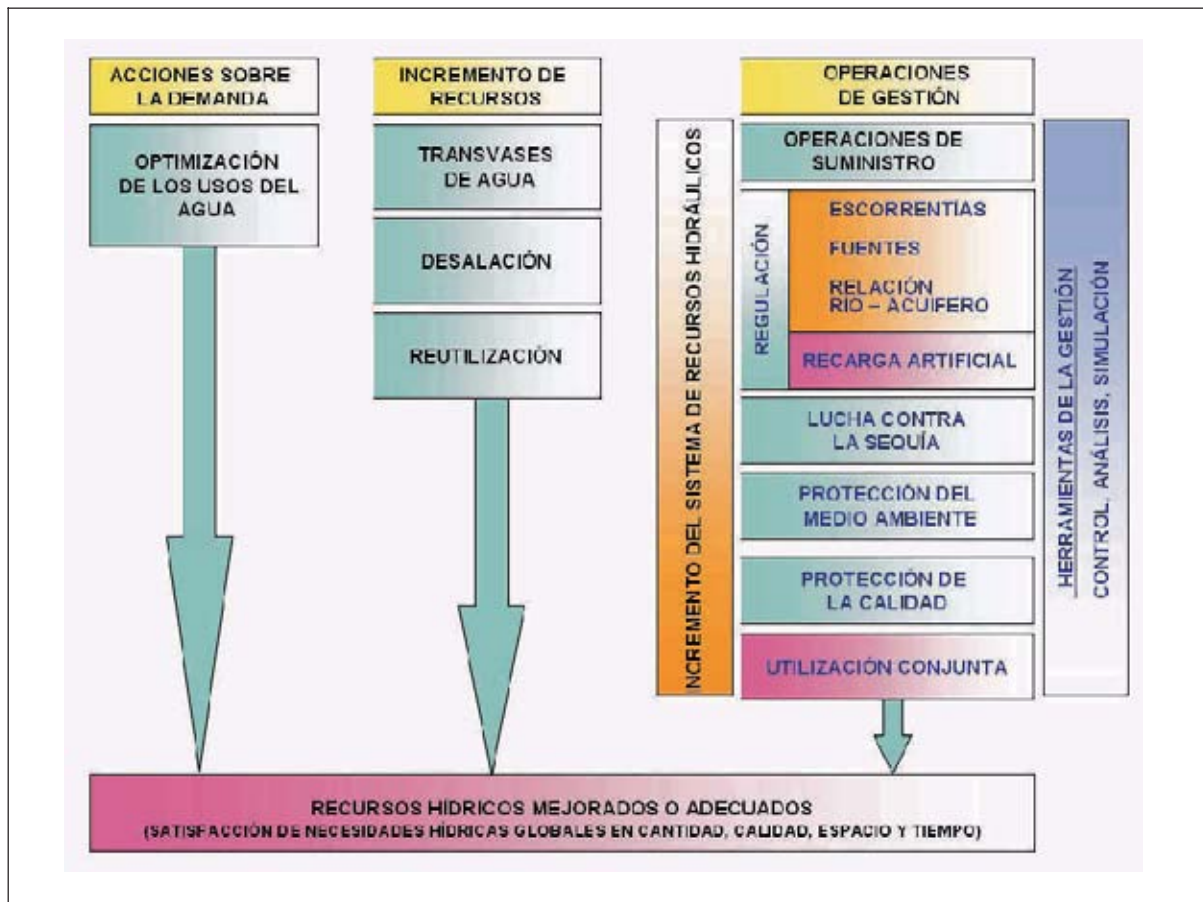 ACCIONES SOBRE
LA DEMANDA
OPTIMIZACIÓN
DE LOS USOS DEL
AGUA
INCREMENTO DE
RECURSOS
TRANSVASES
DE AGUA
DESALACIÓN
REUTILIZACIÓN
NCREMENTO DEL SISTEMA DE RECURSOS HIDRÁULICOS
OPERACIONES
DE GESTIÓN
OPERACIONES DE
SUMINISTRO
REGULACIÓN
ESCORRENTÍAS
FUENTES
RELACIÓN
RIO – ACUÍFERO
RECARGA ARTIFICIAL
LUCHA CONTRA
LA SEQUÍA
PROTECCIÓN DEL
MEDIO AMBIENTE
PROTECCIÓN DE
LA CALIDAD
UTILIZACIÓN CONJUNTA
HERRAMIENTAS DE LA GESTIÓN
CONTROL, ANÁLISIS, SIMULACIÓN
RECURSOS HÍDRICOS MEJORADOS O ADECUADOS
(SATISFACCIÓN DE NECESIDADES HÍDRICAS GLOBALES EN CANTIDAD, CALIDAD, ESPACIO Y TIEMPO)